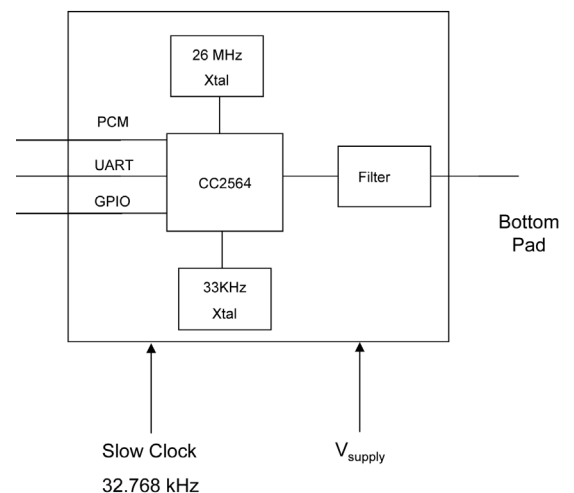 26 MHz
Xtal
PCM
UART
GPIO
CC2564
Filter
Bottom
Pad
33KHz
Xtal
Slow Clock
32.768 kHz
Vsupply